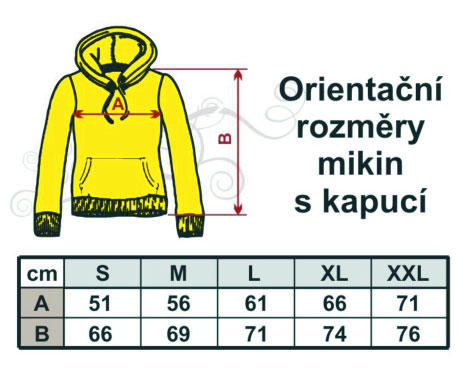 A
B
Orientační
rozměry
mikin
s kapucí
cm S M L XL XXL
A 51 56 61 66 71
B 66 69 71 74 76